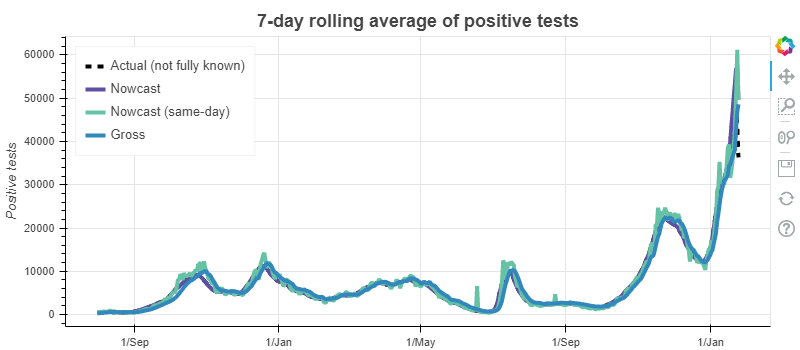 7-day rolling average of positive tests
Actual (not fully known)
Nowcast
Nowcast (same-day)
Gross
Positive tests
60000
50000
40000
30000
20000
10000
0
1/Sep 1/Jan 1/May 1/Sep 1/Jan